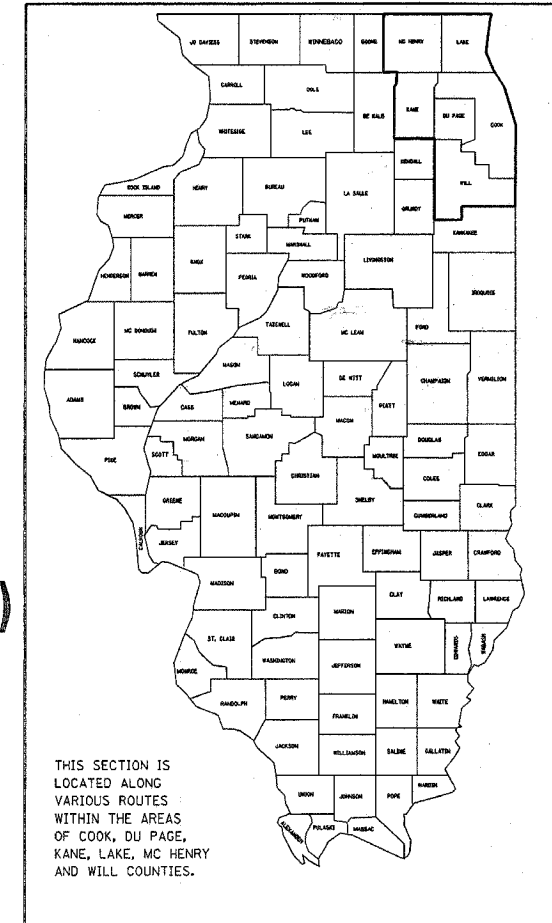 JO DAVIESS STEPHENSON WINNEBAGO BOONE MC HENRY LAKE
CARROLL OGLE DE KALB KANE DU PAGE COOK
WHITESIDE LEE KENDALL WILL
ROCK ISLAND HENRY BUREAU LA SALLE GRUNDY
MERCER PUTNAM KANKAKEE
STARK MARSHALL
HENDERSON WARREN KNOX PEORIA WOODFORD LIVINGSTON IROQUOIS
HANCOCK MC DONOUGH FULTON TAZEWELL MC LEAN FORD
SCHUYLER MASON LOGAN DE WITT CHAMPAIGN VERMILION
ADAMS BROWN CASS MENARD MACON PIATT
PIKE SCOTT MORGAN SANGAMON MOULTRIE DOUGLAS EDGAR
CHRISTIAN COLES
GREENE MACOUPIN MONTGOMERY SHELBY CUMBERLAND CLARK
CALHOUN JERSEY FAYETTE EFFINGHAM JASPER CRAWFORD
MADISON BOND CLAY RICHLAND LAWRENCE
CLINTON MARION
ST. CLAIR WAYNE EDWARDS WABASH
MONROE WASHINGTON JEFFERSON
RANDOLPH PERRY HAMILTON WHITE
FRANKLIN
JACKSON WILLIAMSON SALINE GALLATIN
UNION JOHNSON POPE HARDIN
ALEXANDER PULASKI MASSAC
THIS SECTION IS
LOCATED ALONG
VARIOUS ROUTES
WITHIN THE AREAS
OF COOK, DU PAGE,
KANE, LAKE, MC HENRY
AND WILL COUNTIES.